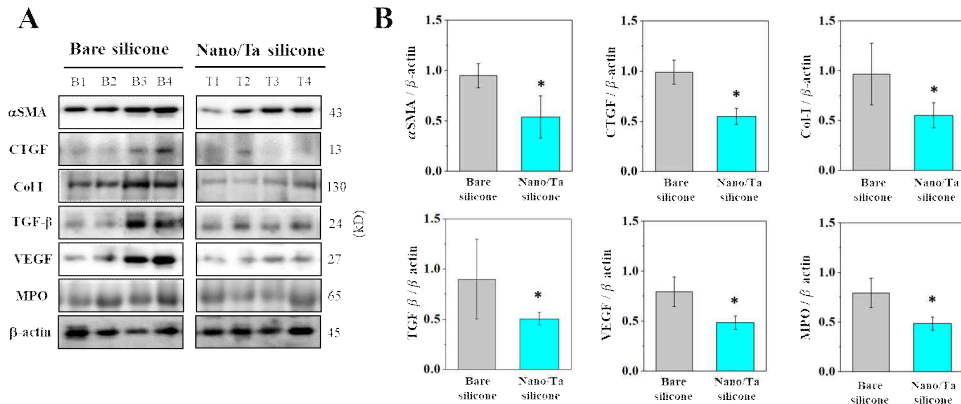 A
Bare silicone Nano/Ta silicone
B1 B2 B3 B4 T1 T2 T3 T4
αSMA 43
CTGF 13
Col I 130
TGF-β 24
(kD)
VEGF 27
MPO 65
β-actin 45
B
αSMA / β-actin
1.5
1.0
0.5
0.0
*
Bare Nano/Ta
silicone silicone
CTGF / β-actin
1.5
1.0
0.5
0.0
*
Bare Nano/Ta
silicone silicone
Col-I / β-actin
1.5
1.0
0.5
0.0
*
Bare Nano/Ta
silicone silicone
TGF β / β actin
1.5
1.0
0.5
0.0
*
Bare Nano/Ta
silicone silicone
VEGF / β actin
1.5
1.0
0.5
0.0
*
Bare Nano/Ta
silicone silicone
MPO / β actin
1.5
1.0
0.5
0.0
*
Bare Nano/Ta
silicone silicone